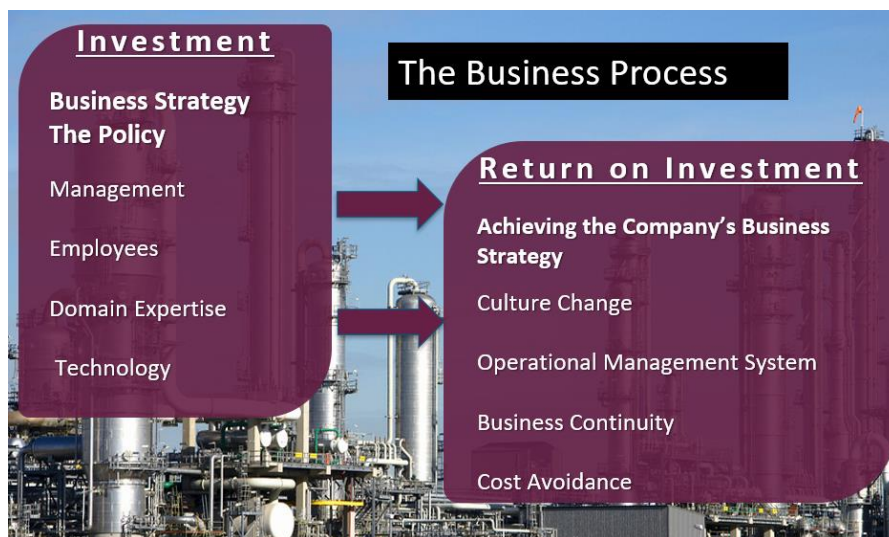 Investment
The Business Process
Business Strategy
The Policy
Management
Employees
Domain Expertise
Technology
Return on Investment
Achieving the Company’s Business
Strategy
Culture Change
Operational Management System
Business Continuity
Cost Avoidance